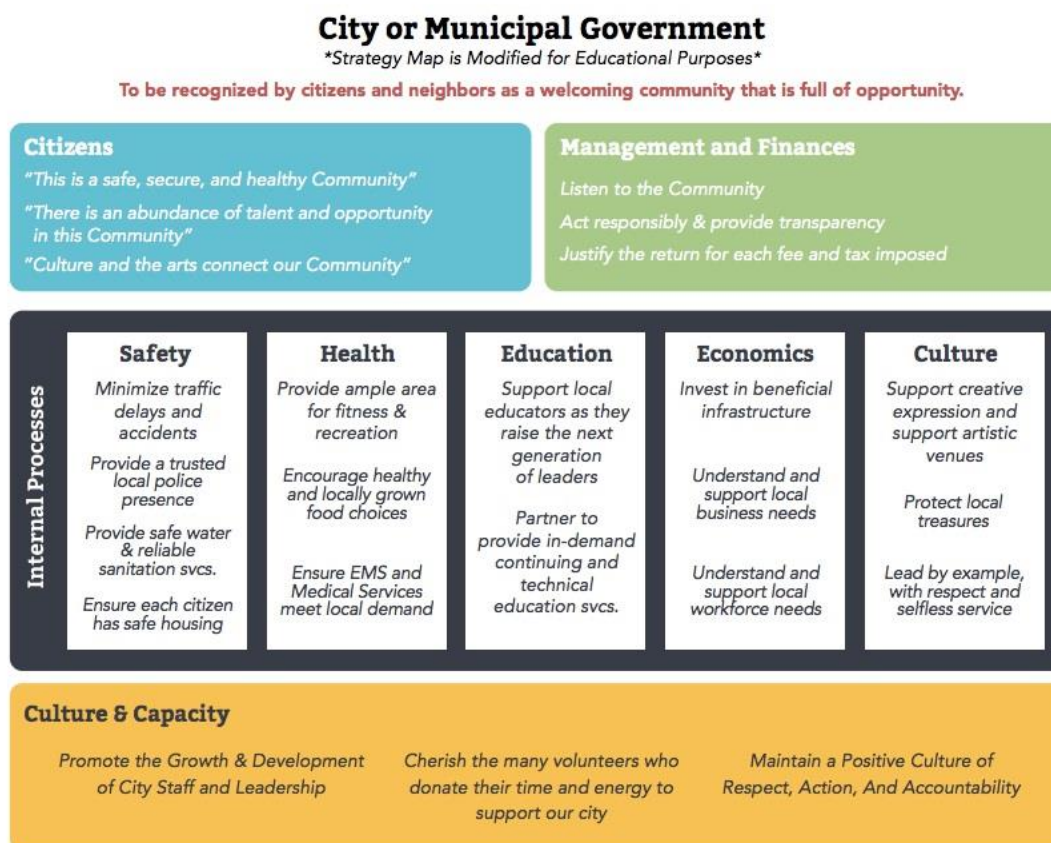 City or Municipal Government
*Strategy Map is Modified for Educational Purposes*
To be recognized by citizens and neighbors as a welcoming community that is full of opportunity.
Citizens
"This is a safe, secure, and healthy Community"
"There is an abundance of talent and opportunity
in this Community"
"Culture and the arts connect our Community"
Management and Finances
Listen to the Community
Act responsibly & provide transparency
Justify the return for each fee and tax imposed
Internal Processes
Safety
Minimize traffic
delays and
accidents
Provide a trusted
local police
presence
Provide safe water
& reliable
sanitation svcs.
Ensure each citizen
has safe housing
Health
Provide ample area
for fitness &
recreation
Encourage healthy
and locally grown
food choices
Ensure EMS and
Medical Services
meet local demand
Education
Support local
educators as they
raise the next
generation
of leaders
Partner to
provide in-demand
continuing and
technical
education svcs.
Economics
Invest in beneficial
infrastructure
Understand and
support local
business needs
Understand and
support local
workforce needs
Culture
Support creative
expression and
support artistic
venues
Protect local
treasures
Lead by example,
with respect and
selfless service
Culture & Capacity
Promote the Growth & Development
of City Staff and Leadership
Cherish the many volunteers who
donate their time and energy to
support our city
Maintain a Positive Culture of
Respect, Action, And Accountability